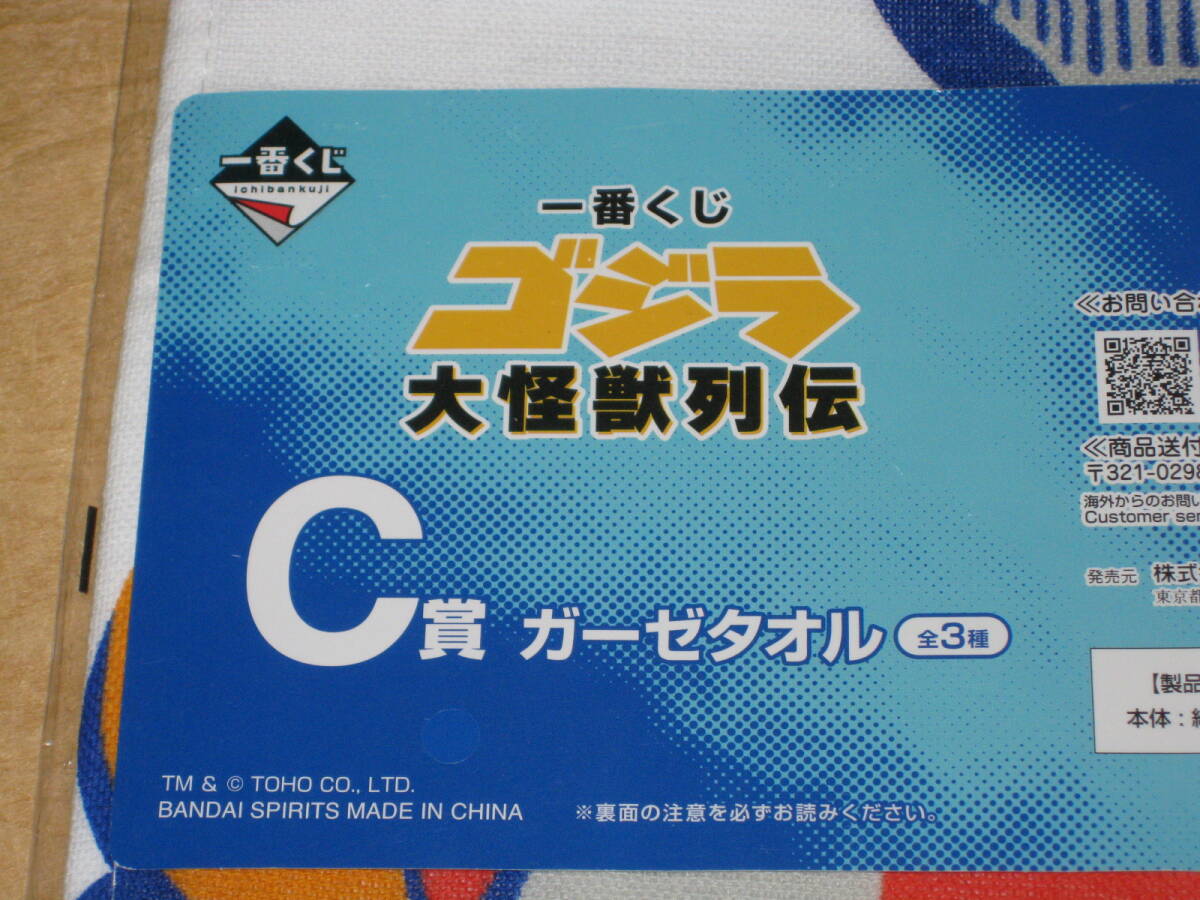 一番くじ
ichibankuji
一番くじ
ゴジラ
大怪獣列伝
C賞 ガーゼタオル 全3種
TM & © TOHO CO., LTD.
BANDAI SPIRITS MADE IN CHINA
※裏面の注意を必ずお読みください。
≪お問い合
≪商品送付
〒321-0298
海外からのお問い
Customer ser
発売元 株式
東京都
【製品
本体：